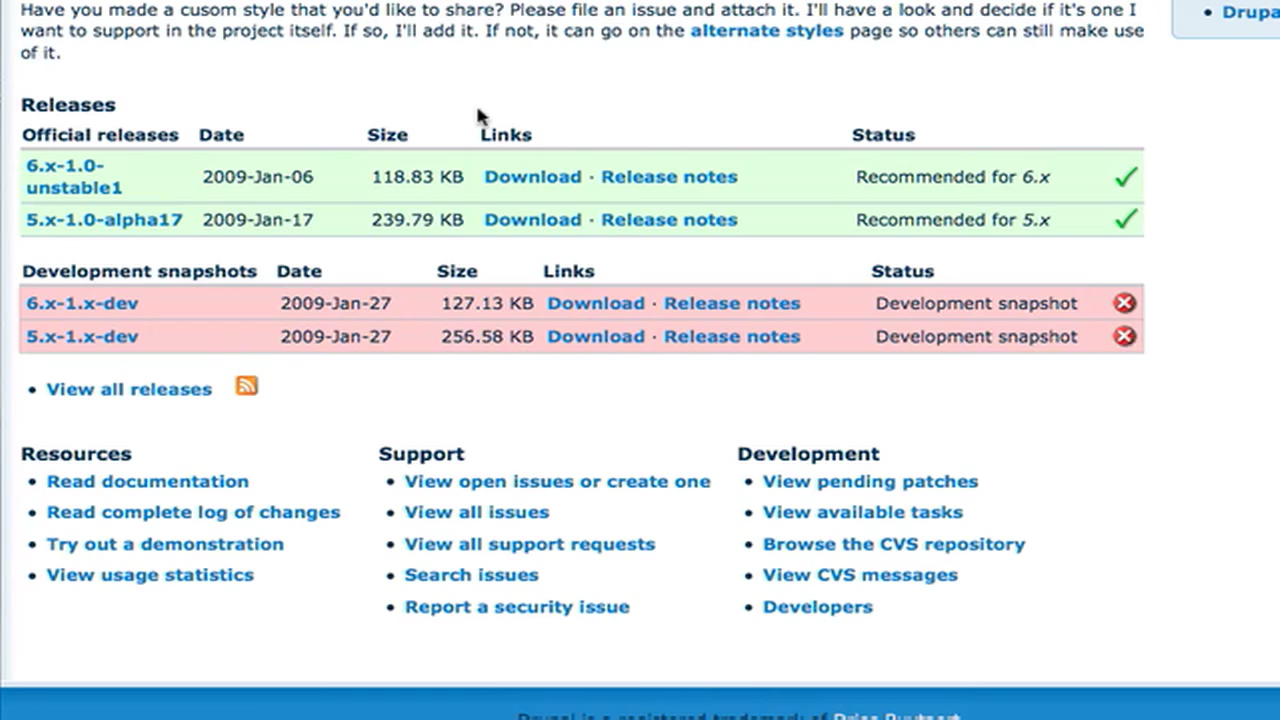 Have you made a cusom style that you'd like to share? Please file an issue and attach it. I'll have a look and decide if it's one I
want to support in the project itself. If so, I'll add it. If not, it can go on the alternate styles page so others can still make use
of it.
Releases
Official releases Date Size Links Status
6.x-1.0-
unstable1 2009-Jan-06 118.83 KB Download · Release notes Recommended for 6.x
5.x-1.0-alpha17 2009-Jan-17 239.79 KB Download · Release notes Recommended for 5.x
Development snapshots Date Size Links Status
6.x-1.x-dev 2009-Jan-27 127.13 KB Download · Release notes Development snapshot
5.x-1.x-dev 2009-Jan-27 256.58 KB Download · Release notes Development snapshot
• View all releases
Resources
• Read documentation
• Read complete log of changes
• Try out a demonstration
• View usage statistics
Support
• View open issues or create one
• View all issues
• View all support requests
• Search issues
• Report a security issue
Development
• View pending patches
• View available tasks
• Browse the CVS repository
• View CVS messages
• Developers